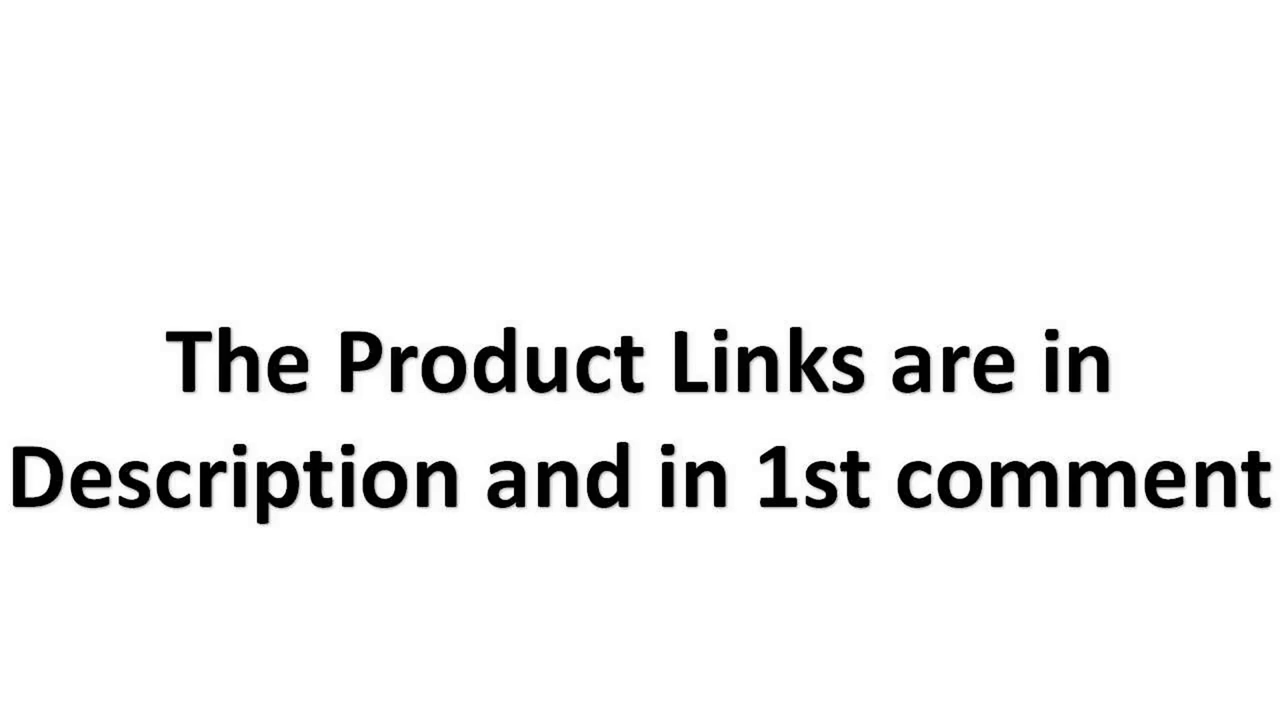 The Product Links are in
Description and in 1st comment